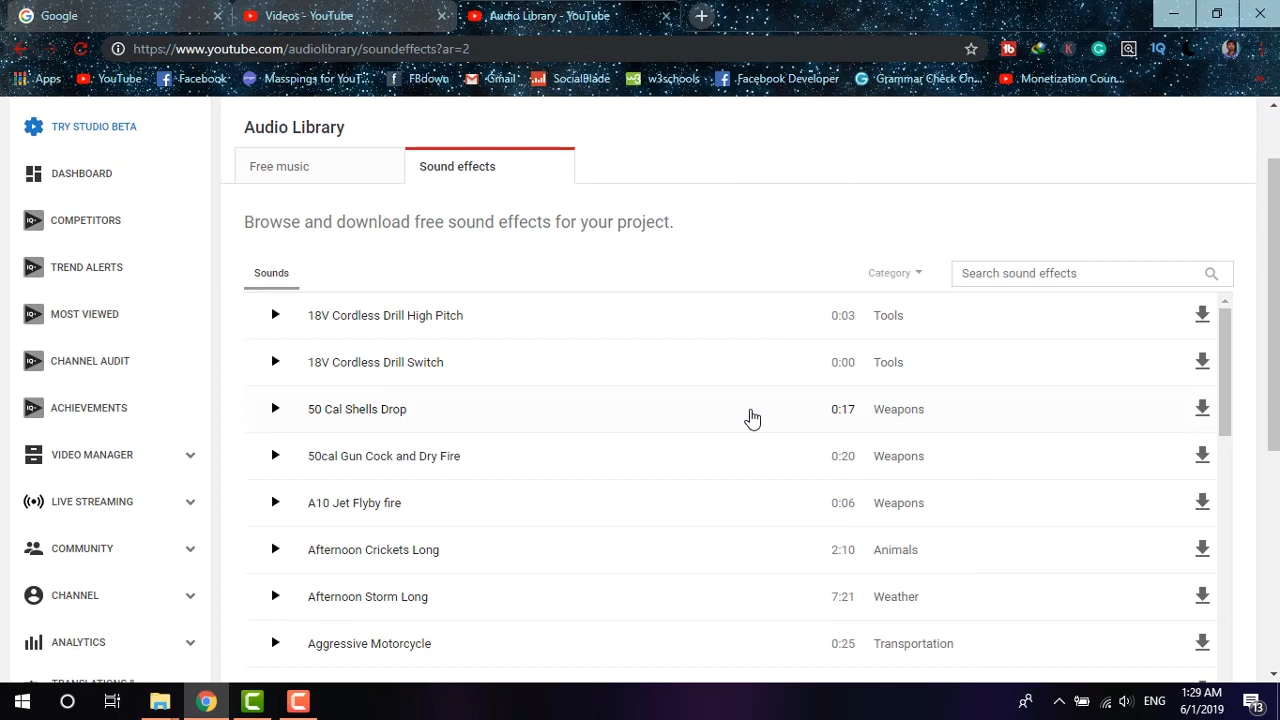 Google
Videos - YouTube
Audio Library - YouTube
https://www.youtube.com/audiolibrary/soundeffects?ar=2
Apps
YouTube
Facebook
Masspings for YouT...
FBdown
Gmail
SocialBlade
w3schools
Facebook Developer
Grammar Check On...
Monetization Coun...
TRY STUDIO BETA
DASHBOARD
COMPETITORS
TREND ALERTS
MOST VIEWED
CHANNEL AUDIT
ACHIEVEMENTS
VIDEO MANAGER
LIVE STREAMING
COMMUNITY
CHANNEL
ANALYTICS
Audio Library
Free music
Sound effects
Browse and download free sound effects for your project.
Sounds
Category
Search sound effects
18V Cordless Drill High Pitch 0:03 Tools
18V Cordless Drill Switch 0:00 Tools
50 Cal Shells Drop 0:17 Weapons
50cal Gun Cock and Dry Fire 0:20 Weapons
A10 Jet Flyby fire 0:06 Weapons
Afternoon Crickets Long 2:10 Animals
Afternoon Storm Long 7:21 Weather
Aggressive Motorcycle 0:25 Transportation
ENG
1:29 AM
6/1/2019
13